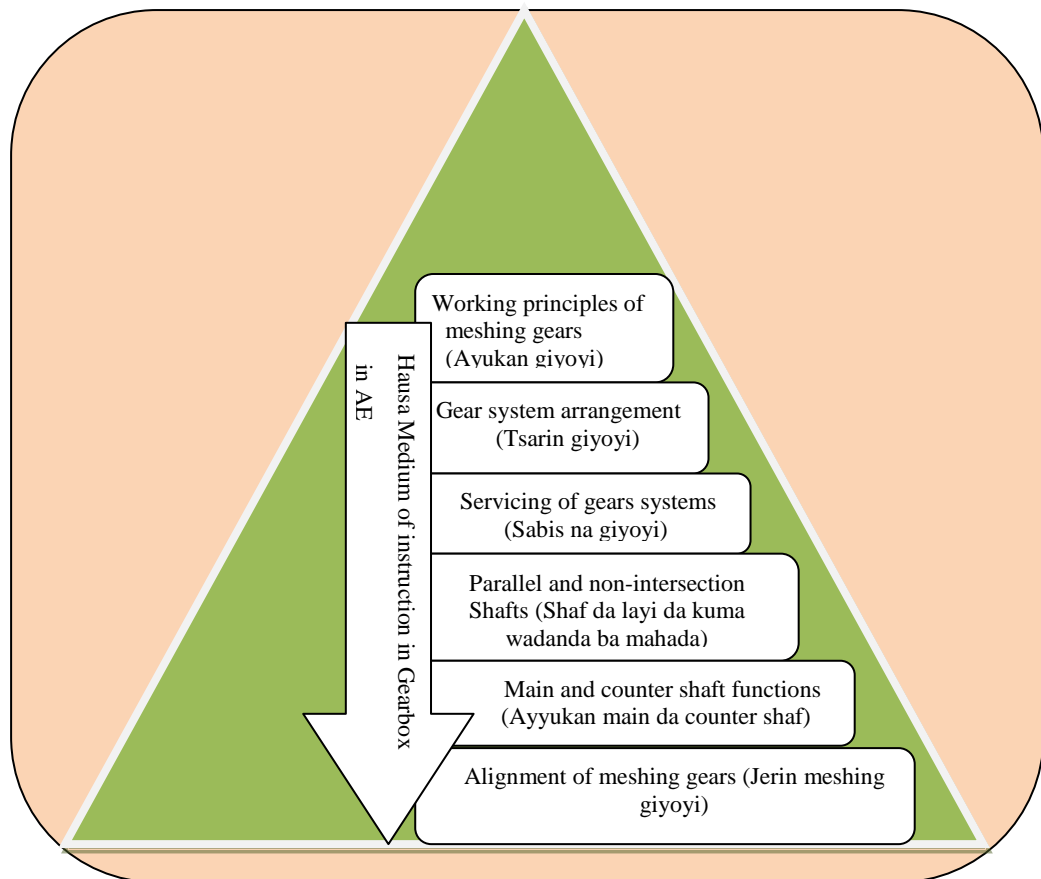 Working principles of
meshing gears
(Ayukan giyoyi)
Hausa Medium of instruction in Gearbox
in AE
Gear system arrangement
(Tsarin giyoyi)
Servicing of gears systems
(Sabis na giyoyi)
Parallel and non-intersection
Shafts (Shaf da layi da kuma
wadanda ba mahada)
Main and counter shaft functions
(Ayyukan main da counter shaf)
Alignment of meshing gears (Jerin meshing
giyoyi)